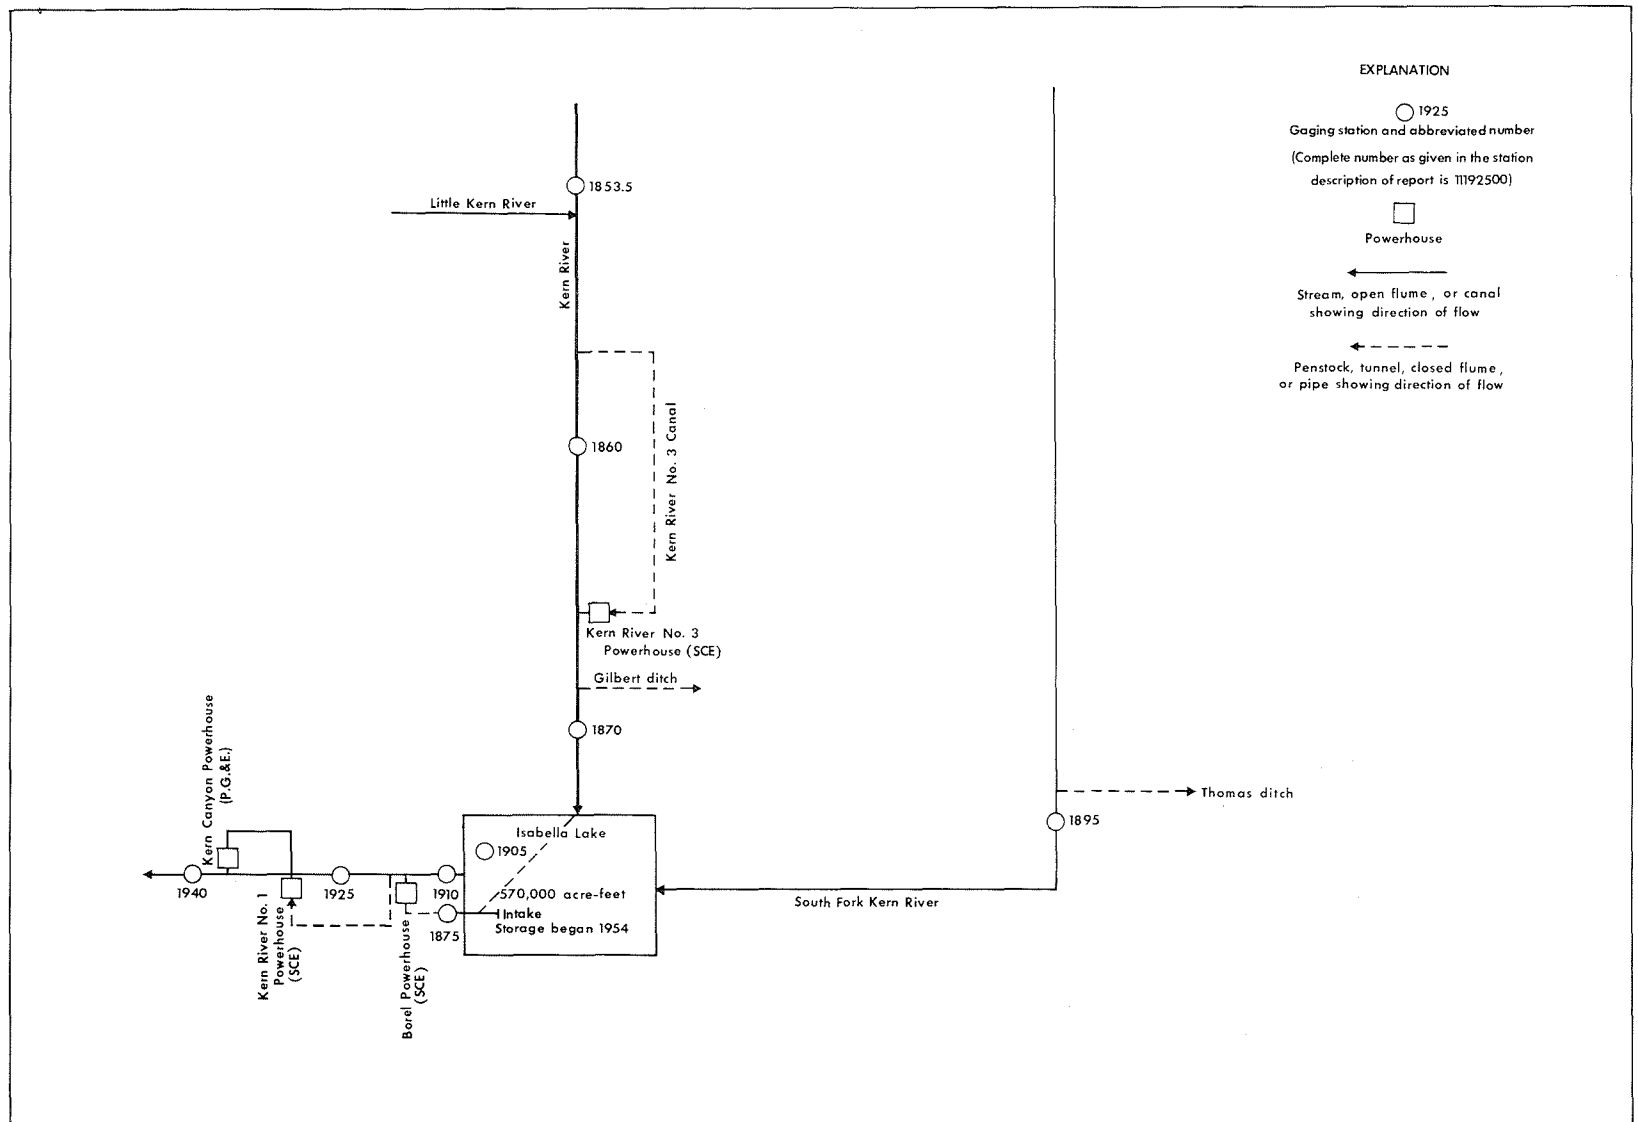 EXPLANATION
1925
Gaging station and abbreviated number
(Complete number as given in the station
description of report is 11192500)
Powerhouse
Stream, open flume, or canal
showing direction of flow
Penstock, tunnel, closed flume,
or pipe showing direction of flow
1853.5
Little Kern River
Kern River
1860
Kern River No. 3 Canal
Kern River No. 3
Powerhouse (SCE)
Gilbert ditch
1870
Thomas ditch
1895
South Fork Kern River
Isabella Lake
1905
570,000 acre-feet
Intake
Storage began 1954
1910
1875
Borel Powerhouse
(SCE)
1925
Kern River No. 1
Powerhouse
(SCE)
Kern Canyon Powerhouse
(P.G.&E.)
1940